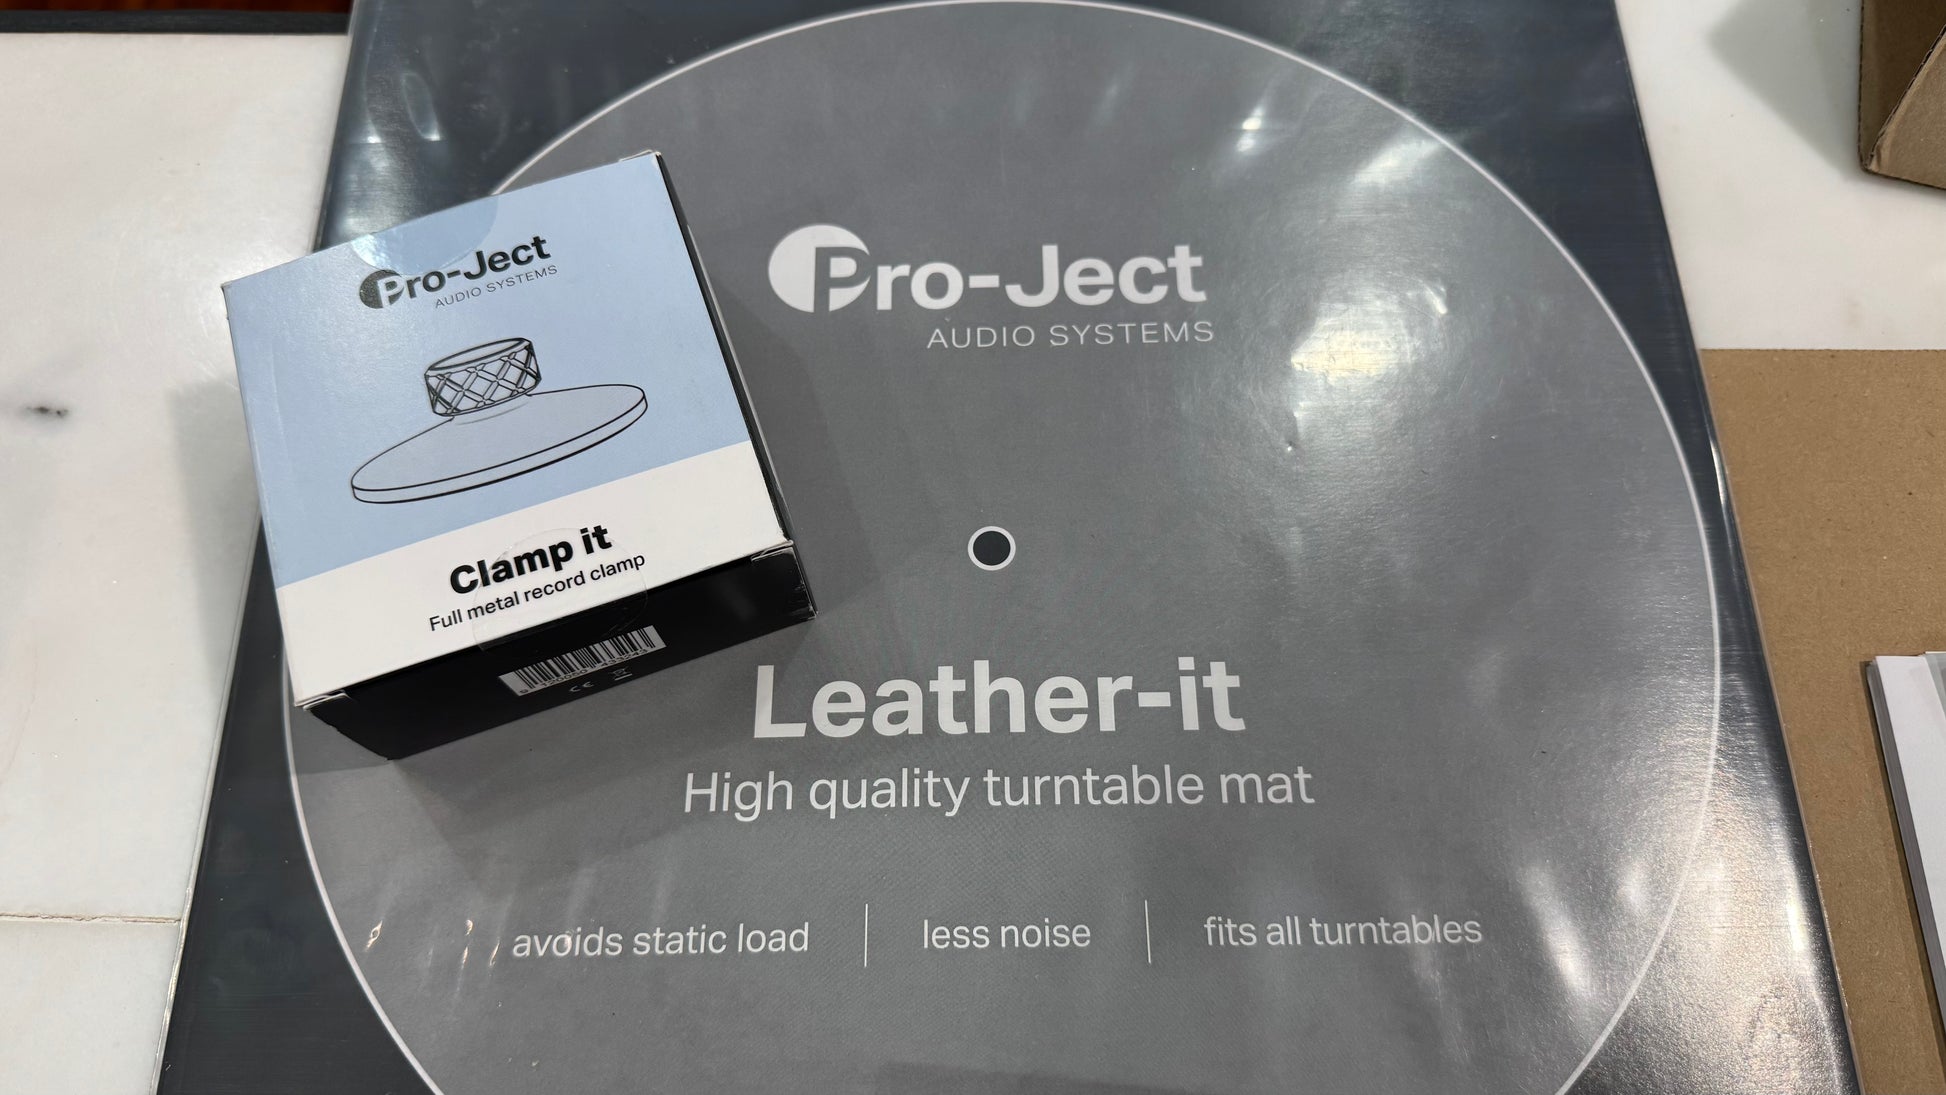 Pro-Ject
AUDIO SYSTEMS
Clamp it
Full metal record clamp
CE
Pro-Ject
AUDIO SYSTEMS
Leather-it
High quality turntable mat
avoids static load
less noise
fits all turntables